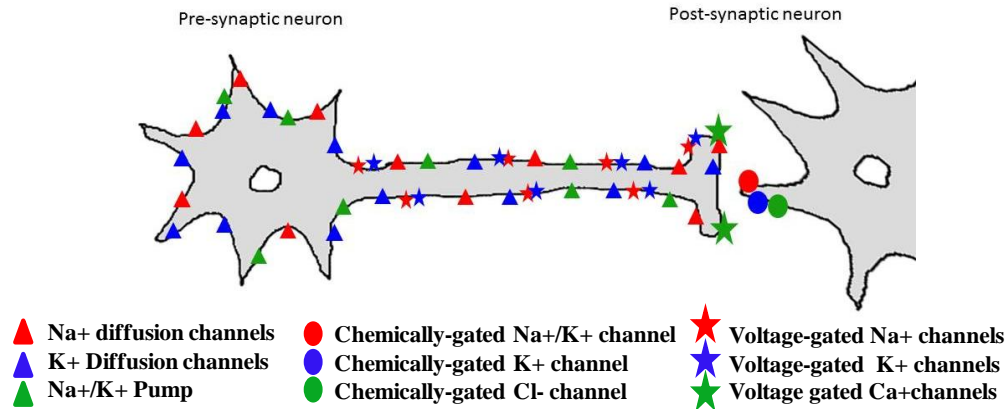 Pre-synaptic neuron
Post-synaptic neuron
Na+ diffusion channels
K+ Diffusion channels
Na+/K+ Pump
Chemically-gated Na+/K+ channel
Chemically-gated K+ channel
Chemically-gated Cl- channel
Voltage-gated Na+ channels
Voltage-gated K+ channels
Voltage gated Ca+channels